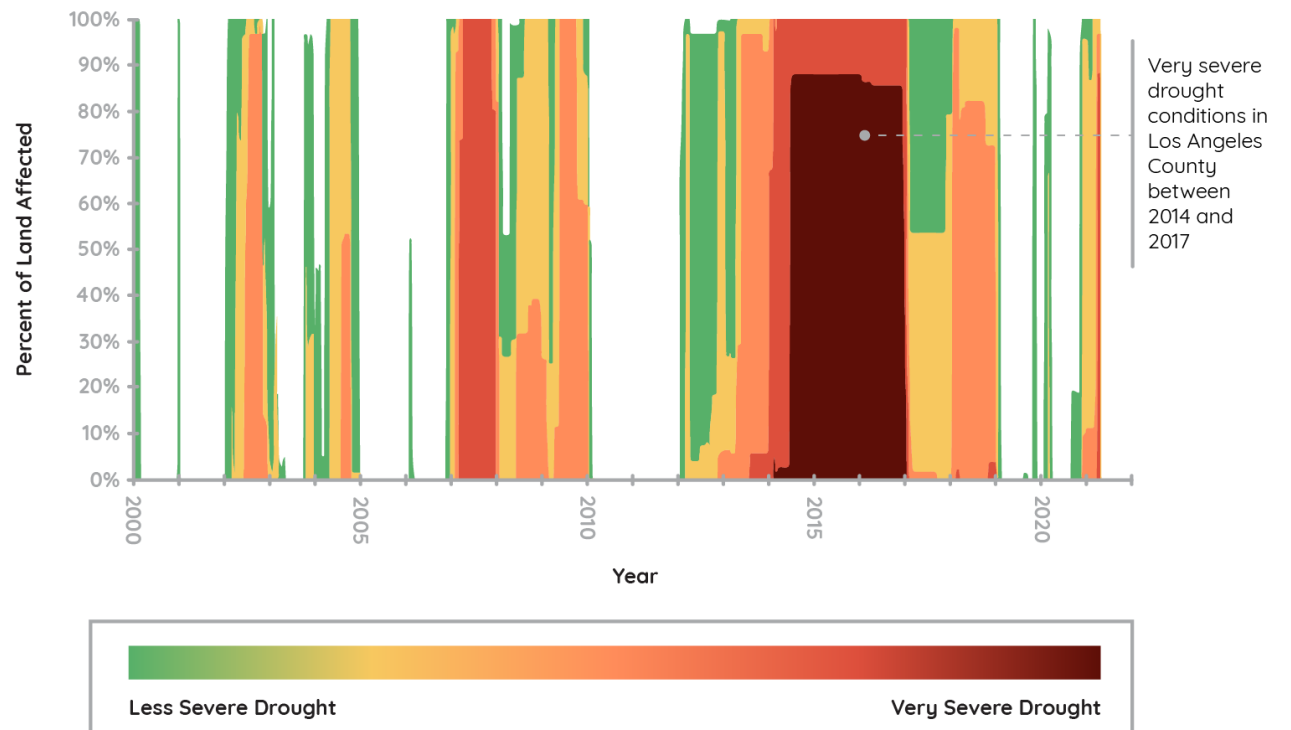 100%
90%
80%
70%
60%
50%
40%
30%
20%
10%
0%
Percent of Land Affected
2000
2005
2010
2015
2020
Year
Very severe
drought
conditions in
Los Angeles
County
between
2014 and
2017
Less Severe Drought
Very Severe Drought